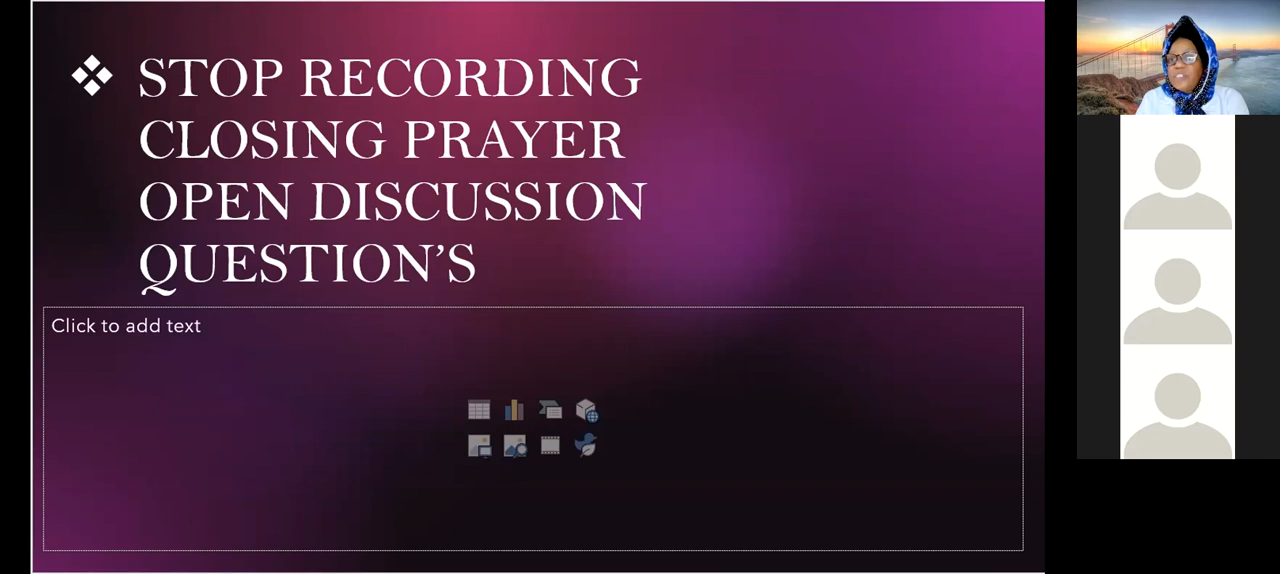 STOP RECORDING
CLOSING PRAYER
OPEN DISCUSSION
QUESTION’S
Click to add text